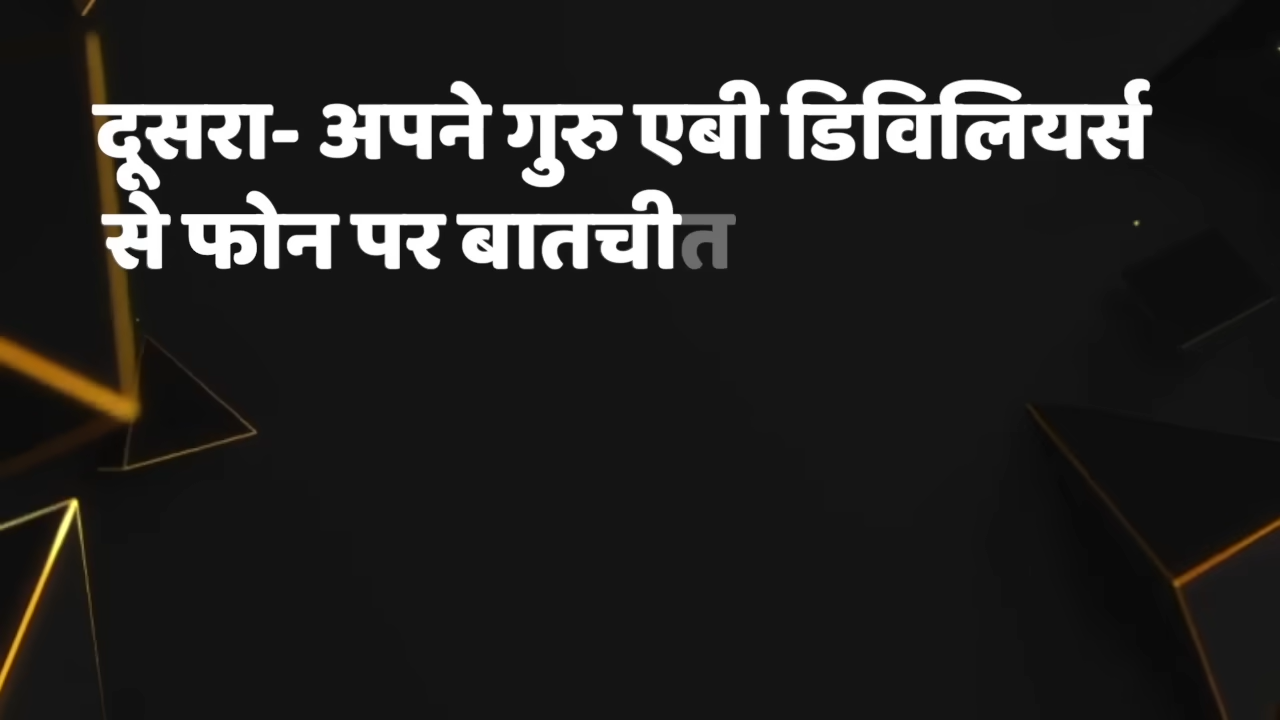 दूसरा- अपने गुरु एबी डिविलियर्स
से फोन पर बातचीत